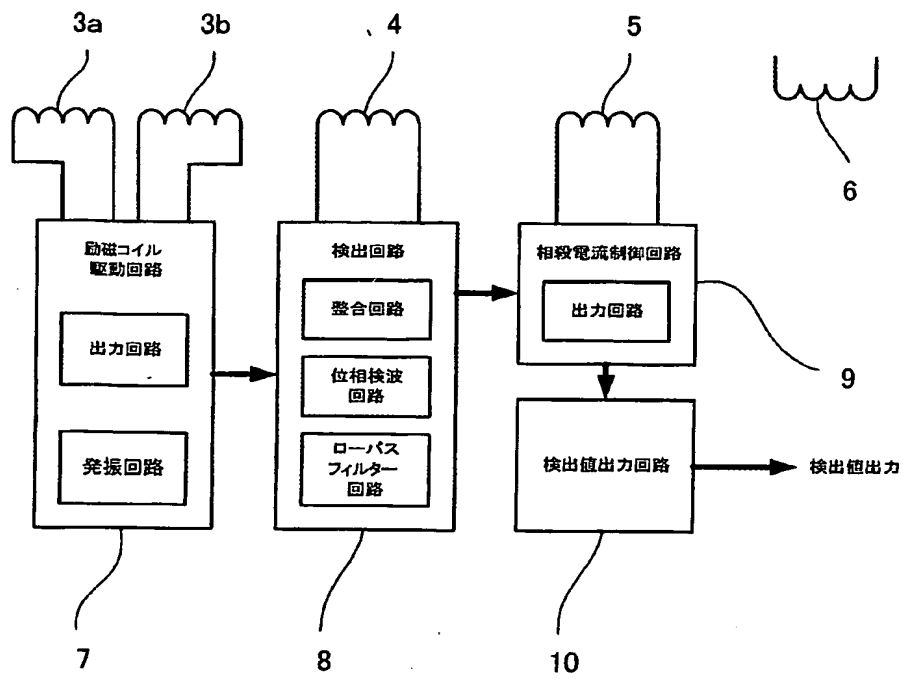 3a
3b
4
5
6
励磁コイル
駆動回路
出力回路
発振回路
検出回路
整合回路
位相検波
回路
ローパス
フィルター
回路
相殺電流制御回路
出力回路
9
検出値出力回路
検出値出力
7
8
10